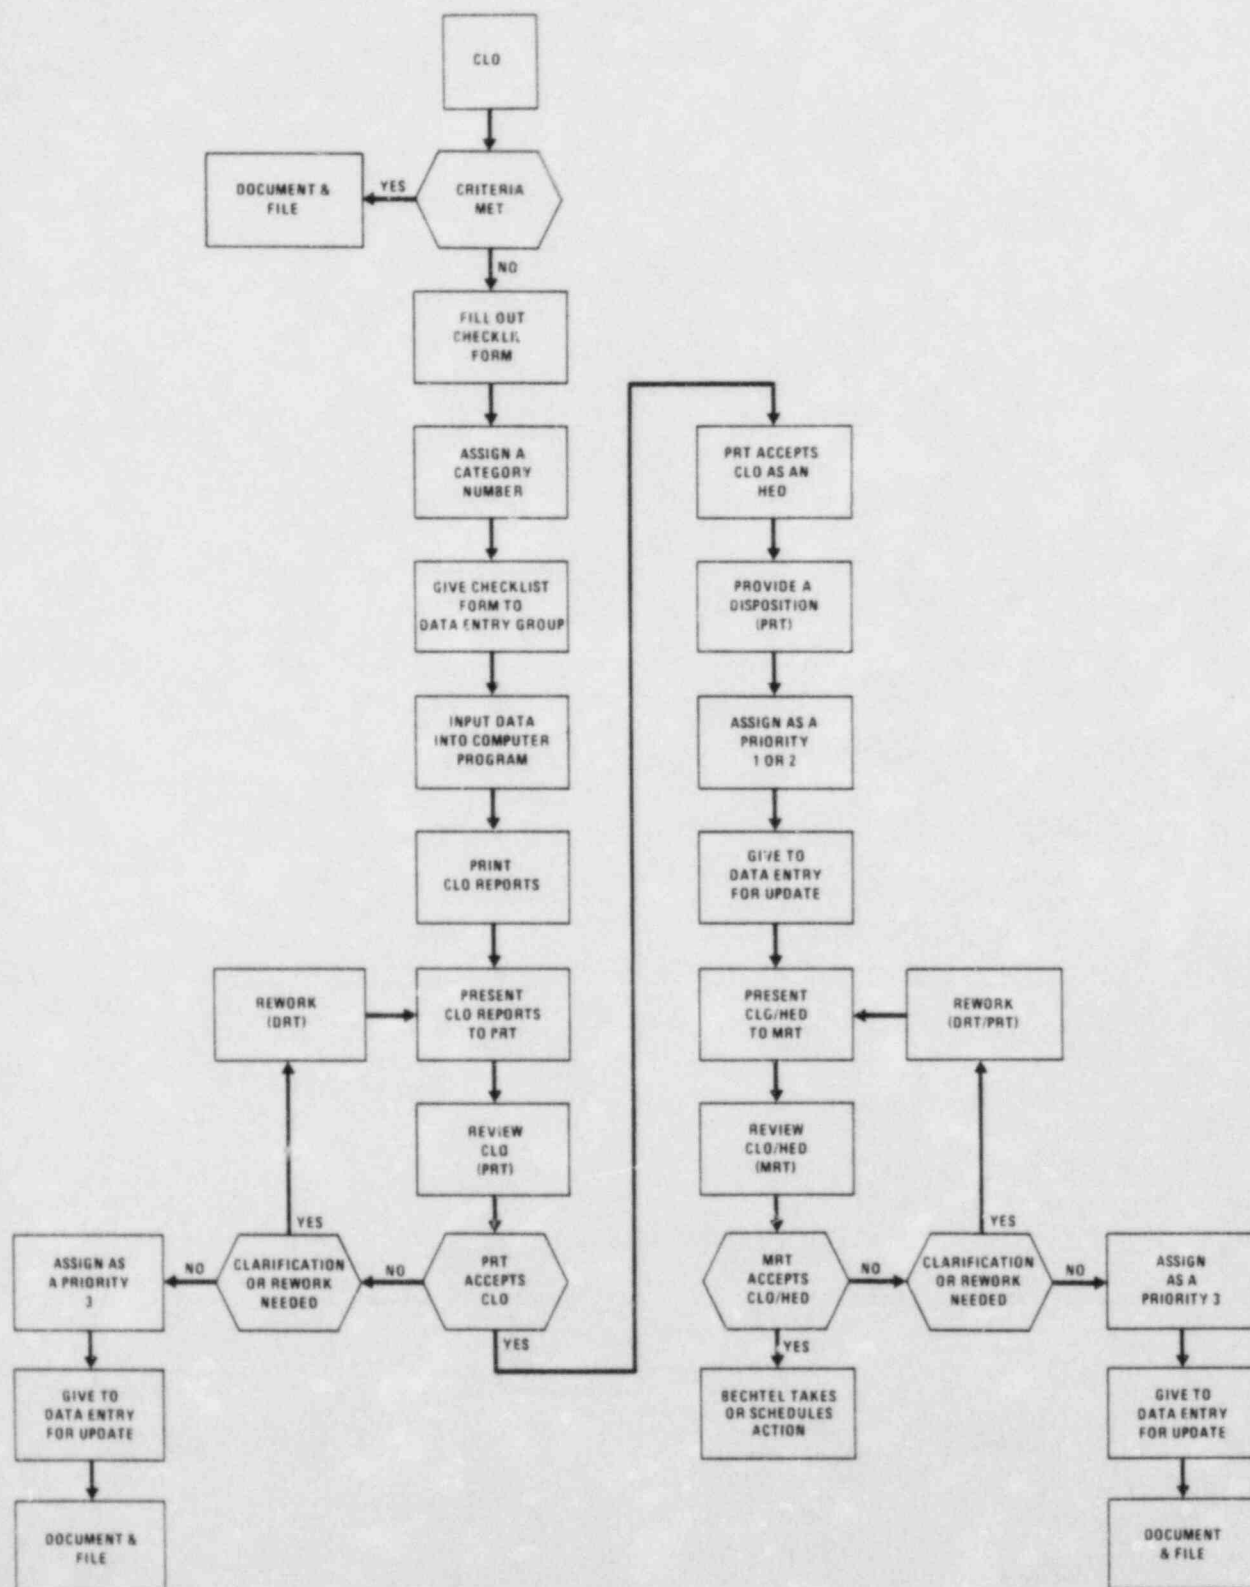 CLO
CRITERIA
MET
YES
DOCUMENT &
FILE
NO
FILL OUT
FORM
ASSIGN A
CATEGORY
NUMBER
GIVE CHECKLIST
FORM TO
DATA ENTRY GROUP
INPUT DATA
INTO COMPUTER
PROGRAM
PRINT
CLO REPORTS
PRESENT
CLO REPORTS
TO PRT
REWORK
(DRT)
REVIEW
CLO
(PRT)
PRT
ACCEPTS
CLO
NO
CLARIFICATION
OR REWORK
NEEDED
YES
NO
ASSIGN AS
A PRIORITY
3
GIVE TO
DATA ENTRY
FOR UPDATE
DOCUMENT &
FILE
YES
PRT ACCEPTS
CLO AS AN
HED
PROVIDE A
DISPOSITION
(PRT)
ASSIGN AS A
PRIORITY
1 OR 2
GIVE TO
DATA ENTRY
FOR UPDATE
PRESENT
CLO/HED
TO MRT
REWORK
(DRT/PRT)
REVIEW
CLO/HED
(MRT)
MRT
ACCEPTS
CLO/HED
NO
CLARIFICATION
OR REWORK
NEEDED
YES
NO
ASSIGN
AS A
PRIORITY 3
YES
BECHTEL TAKES
OR SCHEDULES
ACTION
GIVE TO
DATA ENTRY
FOR UPDATE
DOCUMENT
& FILE